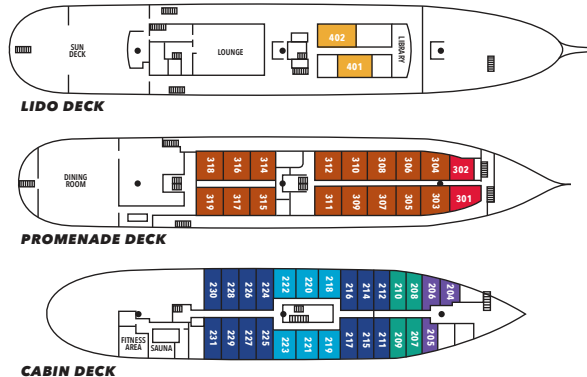 SUN
DECK
LOUNGE
402
401
LIBRARY
LIDO DECK
DINING
ROOM
318 316 314 312 310 308 306 304 302
319 317 315 311 309 307 305 303 301
PROMENADE DECK
230 228 226 224 222 220 218 216 214 212 210 208 206 204
231 229 227 225 223 221 219 217 215 211 209 207 205
FITNESS
AREA
SAUNA
CABIN DECK